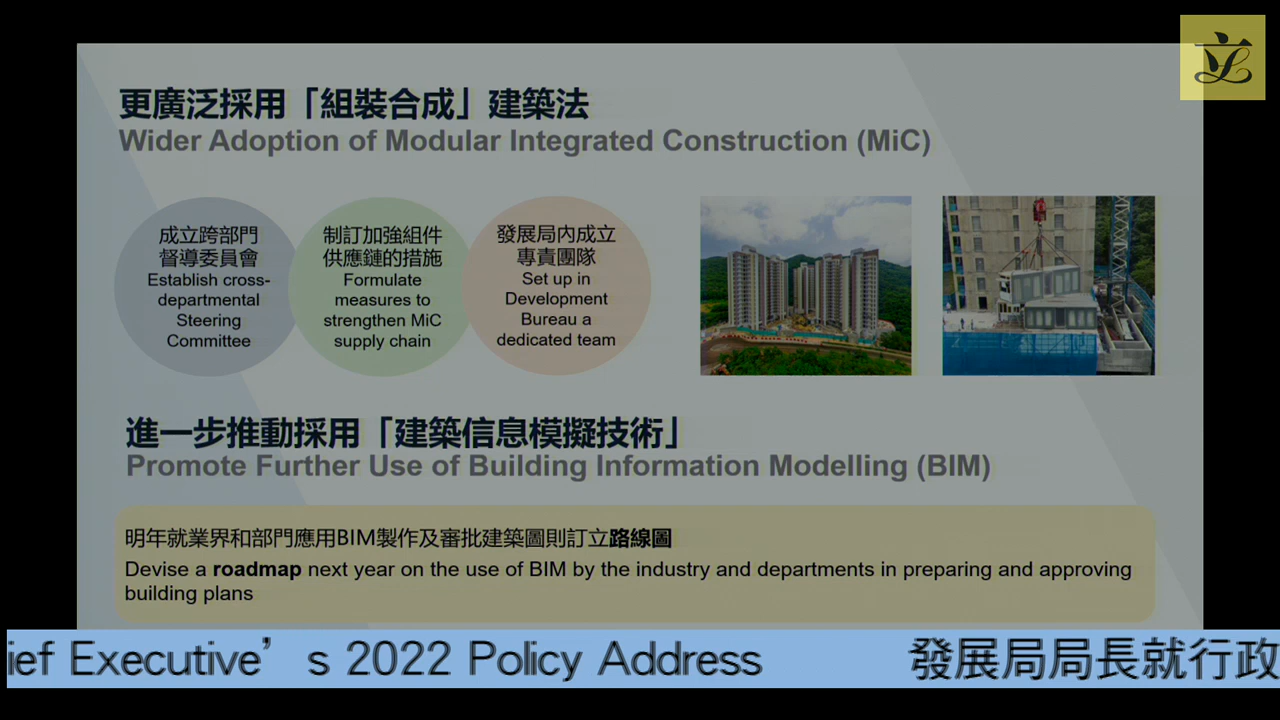 更廣泛採用「組裝合成」建築法
Wider Adoption of Modular Integrated Construction (MiC)
成立跨部門
督導委員會
Establish cross-
departmental
Steering
Committee
制訂加強組件
供應鏈的措施
Formulate
measures to
strengthen MiC
supply chain
發展局內成立
專責團隊
Set up in
Development
Bureau a
dedicated team
進一步推動採用「建築信息模擬技術」
Promote Further Use of Building Information Modelling (BIM)
明年就業界和部門應用BIM製作及審批建築圖則訂立路線圖
Devise a roadmap next year on the use of BIM by the industry and departments in preparing and approving
building plans
ief Executive’s 2022 Policy Address 發展局局長就行政